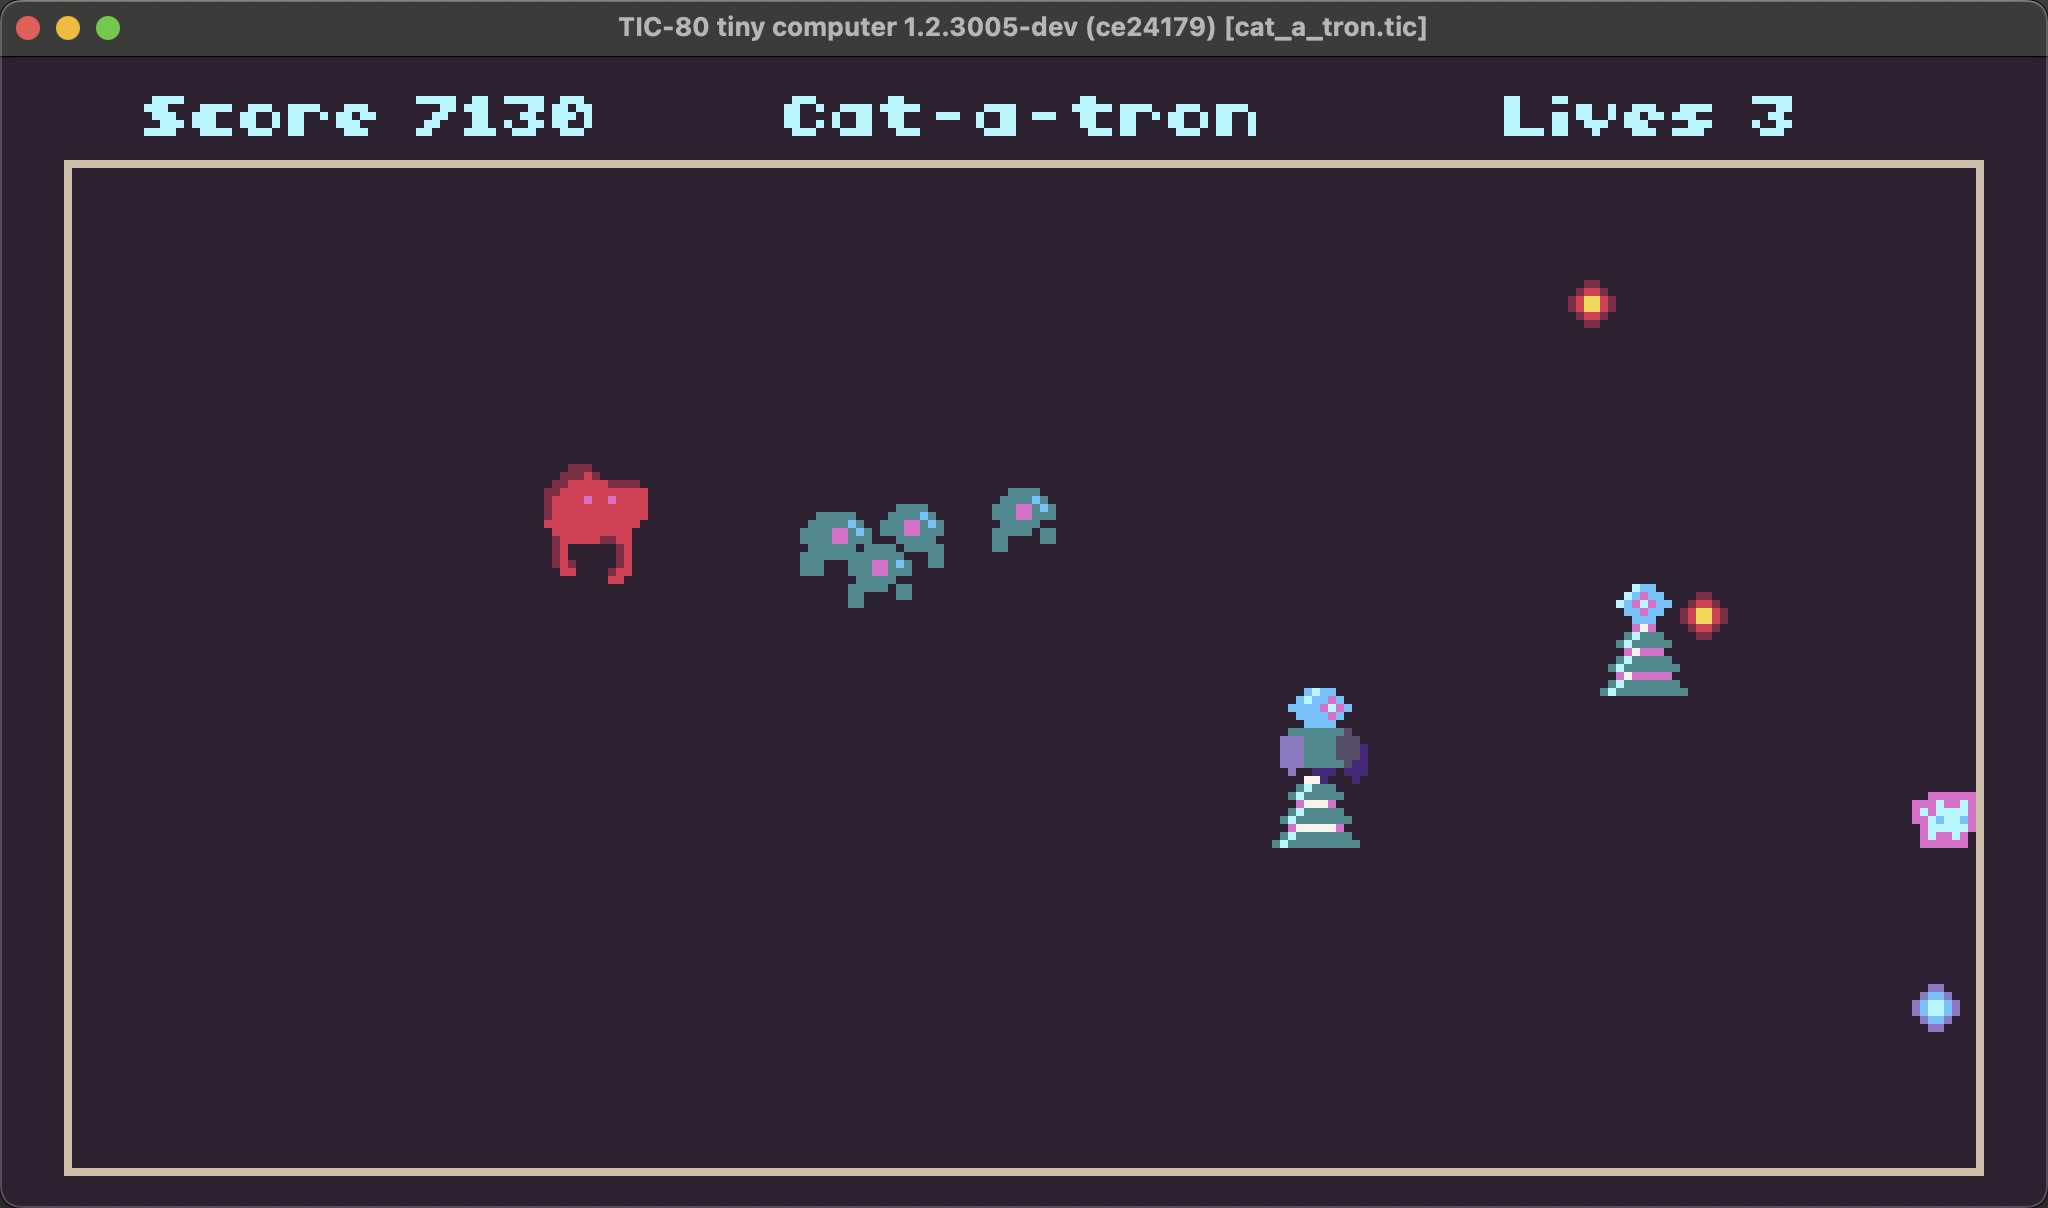 TIC-80 tiny computer 1.2.3005-dev (ce24179) [cat_a_tron.tic]
Score 7130 Cat-a-tron Lives 3